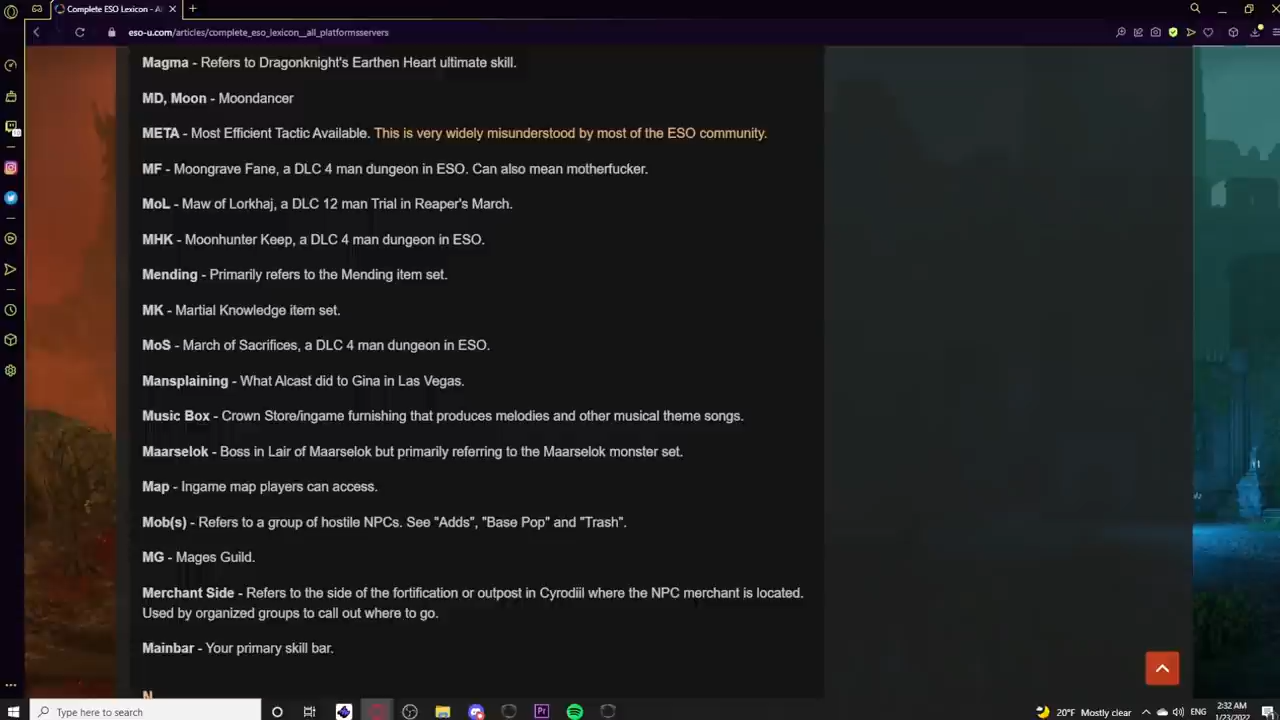 Complete ESO Lexicon -
eso-u.com/articles/complete_eso_lexicon__all_platformsservers
Magma - Refers to Dragonknight's Earthen Heart ultimate skill.
MD, Moon - Moondancer
META - Most Efficient Tactic Available. This is very widely misunderstood by most of the ESO community.
MF - Moongrave Fane, a DLC 4 man dungeon in ESO. Can also mean motherfucker.
MoL - Maw of Lorkhaj, a DLC 12 man Trial in Reaper's March.
MHK - Moonhunter Keep, a DLC 4 man dungeon in ESO.
Mending - Primarily refers to the Mending item set.
MK - Martial Knowledge item set.
MoS - March of Sacrifices, a DLC 4 man dungeon in ESO.
Mansplaining - What Alcast did to Gina in Las Vegas.
Music Box - Crown Store/ingame furnishing that produces melodies and other musical theme songs.
Maarselok - Boss in Lair of Maarselok but primarily referring to the Maarselok monster set.
Map - Ingame map players can access.
Mob(s) - Refers to a group of hostile NPCs. See "Adds", "Base Pop" and "Trash".
MG - Mages Guild.
Merchant Side - Refers to the side of the fortification or outpost in Cyrodiil where the NPC merchant is located.
Used by organized groups to call out where to go.
Mainbar - Your primary skill bar.
N
Type here to search
20°F Mostly clear
ENG
2:32 AM
1/23/2022